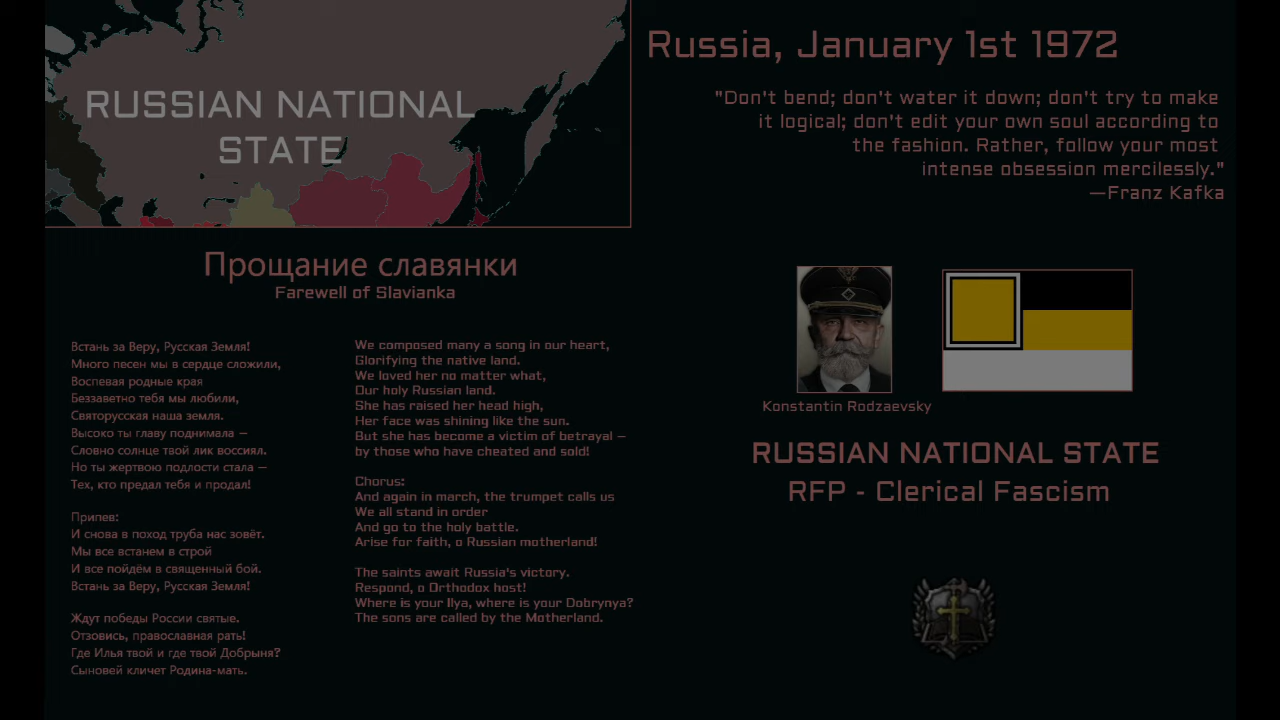 RUSSIAN NATIONAL
STATE
Russia, January 1st 1972
"Don't bend; don't water it down; don't try to make
it logical; don't edit your own soul according to
the fashion. Rather, follow your most
intense obsession mercilessly."
—Franz Kafka
Прощание славянки
Farewell of Slavianka
Встань за Веру, Русская Земля!
Много песен мы в сердце сложили,
Воспевая родные края
Беззаветно тебя мы любили,
Святорусская наша земля.
Высоко ты главу поднимала —
Словно солнце твой лик воссиял.
Но ты жертвою подлости стала —
Тех, кто предал тебя и продал!
Припев:
И снова в поход труба нас зовёт.
Мы все встанем в строй
И все пойдём в священный бой.
Встань за Веру, Русская Земля!
Ждут победы России святые.
Отзовись, православная рать!
Где Илья твой и где твой Добрыня?
Сыновей кличет Родина-мать.
We composed many a song in our heart,
Glorifying the native land.
We loved her no matter what,
Our holy Russian land.
She has raised her head high,
Her face was shining like the sun.
But she has become a victim of betrayal —
by those who have cheated and sold!
Chorus:
And again in march, the trumpet calls us
We all stand in order
And go to the holy battle.
Arise for faith, o Russian motherland!
The saints await Russia's victory.
Respond, o Orthodox host!
Where is your Ilya, where is your Dobrynya?
The sons are called by the Motherland.
Konstantin Rodzaevsky
RUSSIAN NATIONAL STATE
RFP - Clerical Fascism